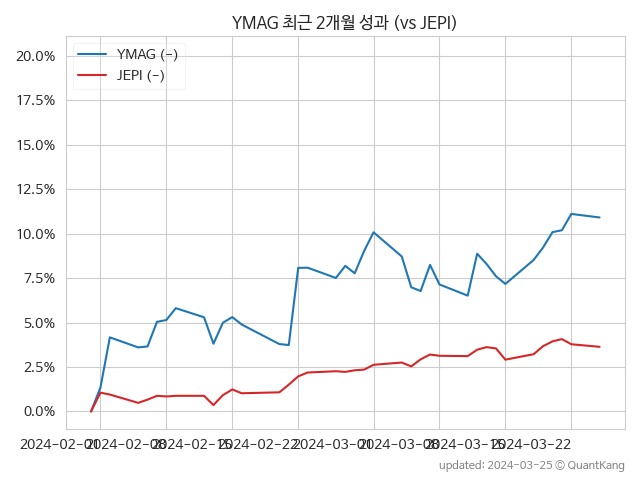 YMAG 최근 2개월 성과 (vs JEPI)
YMAG (-)
JEPI (-)
20.0%
17.5%
15.0%
12.5%
10.0%
7.5%
5.0%
2.5%
0.0%
2024-02-01 2024-02-08 2024-02-15 2024-02-22 2024-03-01 2024-03-08 2024-03-15 2024-03-22
updated: 2024-03-25 © QuantKang